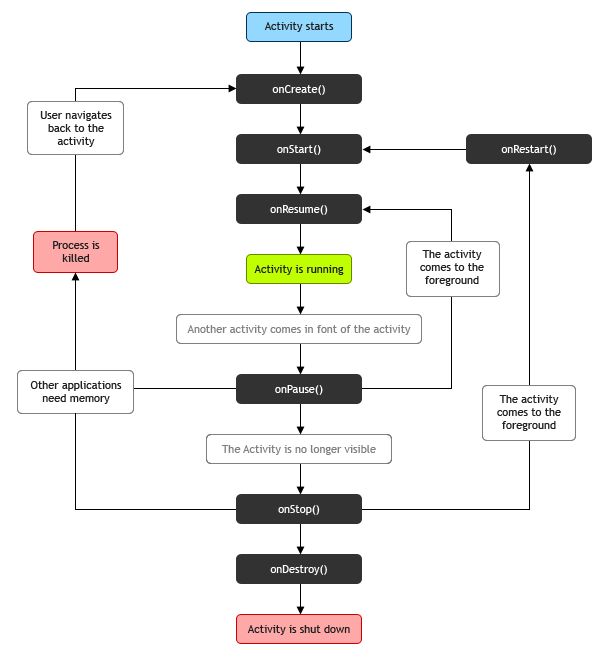 Activity starts
onCreate()
User navigates
back to the
activity
onStart()
onRestart()
onResume()
Process is
killed
The activity
comes to the
foreground
Activity is running
Another activity comes in font of the activity
Other applications
need memory
onPause()
The activity
comes to the
foreground
The Activity is no longer visible
onStop()
onDestroy()
Activity is shut down